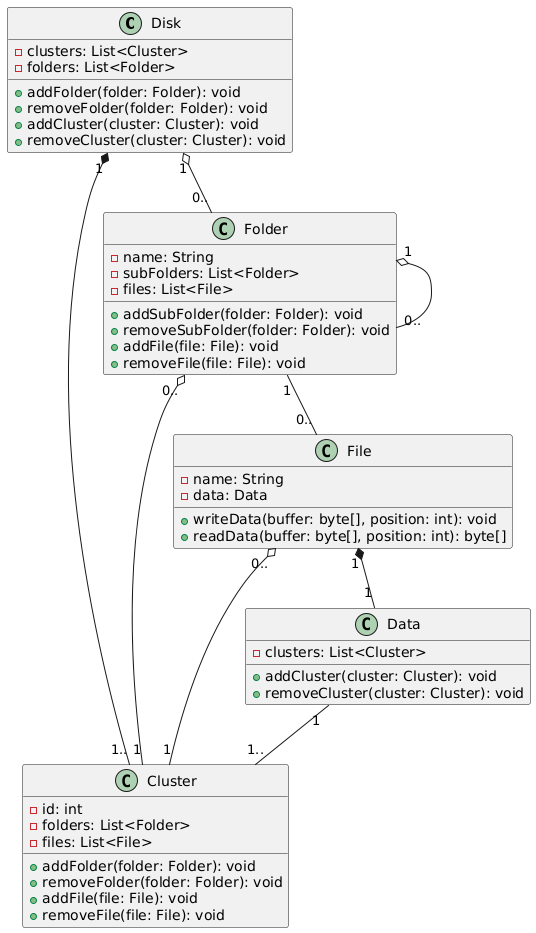 C Disk
clusters: List<Cluster>
folders: List<Folder>
addFolder(folder: Folder): void
removeFolder(folder: Folder): void
addCluster(cluster: Cluster): void
removeCluster(cluster: Cluster): void
1
1
0..
C Folder
name: String
subFolders: List<Folder>
files: List<File>
addSubFolder(folder: Folder): void
removeSubFolder(folder: Folder): void
addFile(file: File): void
removeFile(file: File): void
1
0..
0..
1
0..
C File
name: String
data: Data
writeData(buffer: byte[], position: int): void
readData(buffer: byte[], position: int): byte[]
0..
1
1
C Data
clusters: List<Cluster>
addCluster(cluster: Cluster): void
removeCluster(cluster: Cluster): void
1
1..
1
1
1..
C Cluster
id: int
folders: List<Folder>
files: List<File>
addFolder(folder: Folder): void
removeFolder(folder: Folder): void
addFile(file: File): void
removeFile(file: File): void